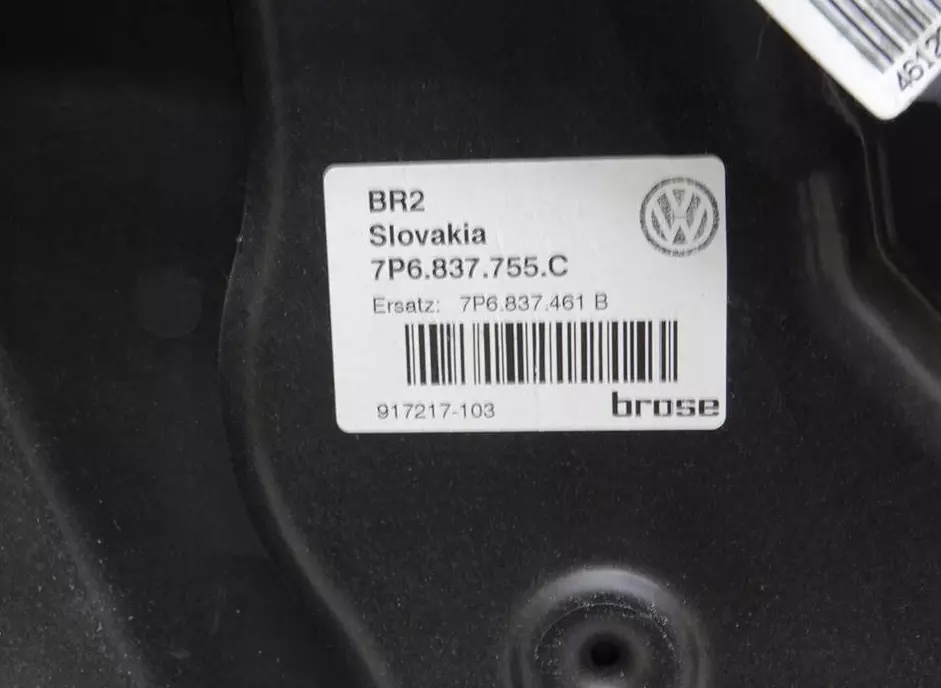 BR2
Slovakia
7P6.837.755.C
Ersatz: 7P6.837.461 B
917217-103
brose